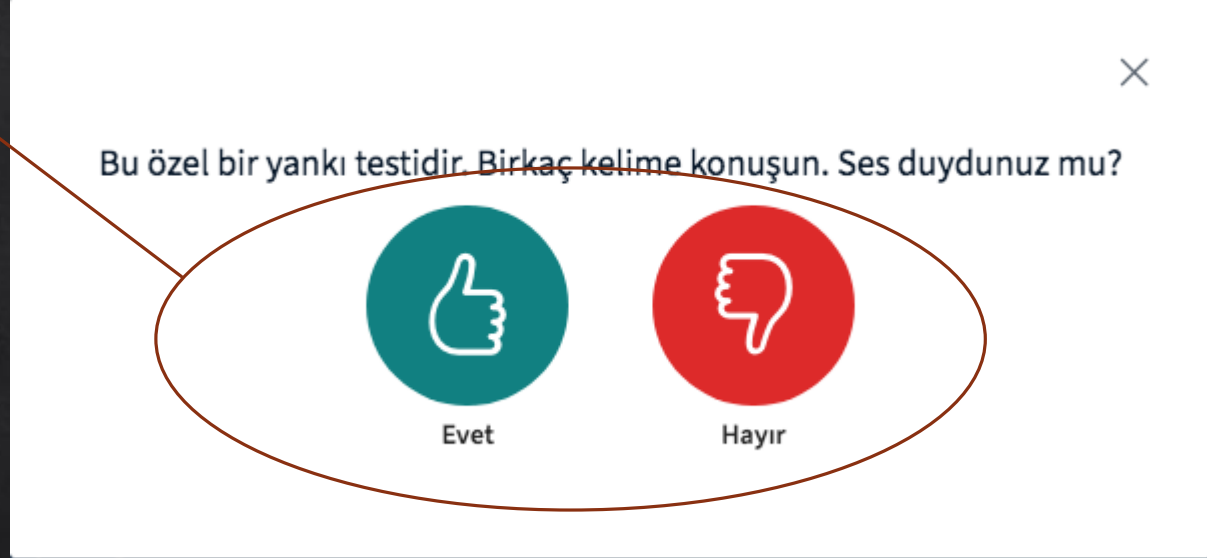 Bu özel bir yankı testidir. Birkaç kelime konuşun. Ses duydunuz mu?
Evet
Hayır